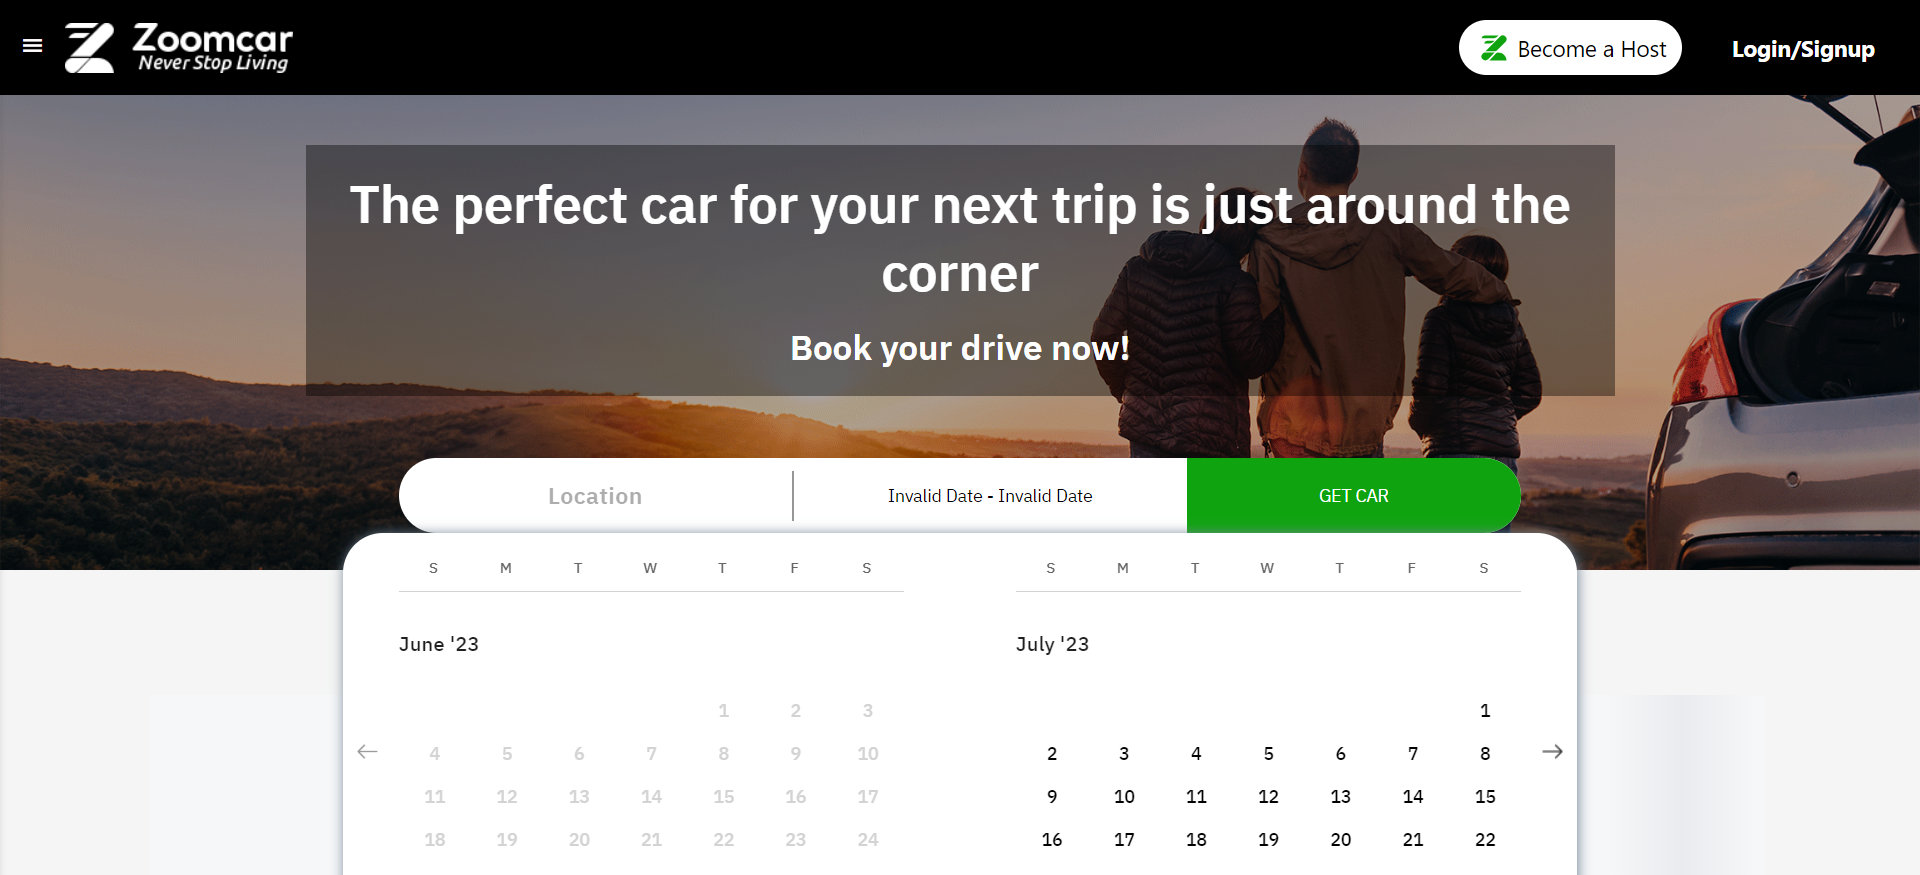 Zoomcar
Never Stop Living
Become a Host
Login/Signup
The perfect car for your next trip is just around the
corner
Book your drive now!
Location
Invalid Date - Invalid Date
GET CAR
S M T W T F S
June '23
1 2 3
4 5 6 7 8 9 10
11 12 13 14 15 16 17
18 19 20 21 22 23 24
S M T W T F S
July '23
1
2 3 4 5 6 7 8
9 10 11 12 13 14 15
16 17 18 19 20 21 22